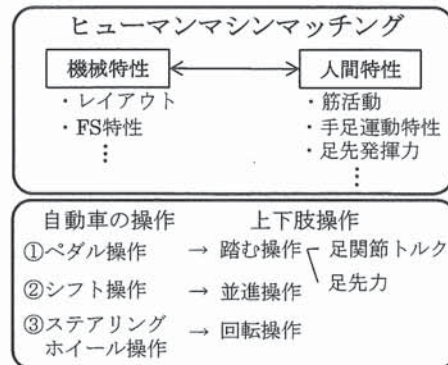 ヒューマンマシンマッチング
機械特性 人間特性
・レイアウト ・筋活動
・FS特性 ・手足運動特性
⋮ ・足先発揮力
⋮
自動車の操作 上下肢操作
①ペダル操作 → 踏む操作 足関節トルク
足先力
②シフト操作 → 並進操作
③ステアリング → 回転操作
ホイール操作